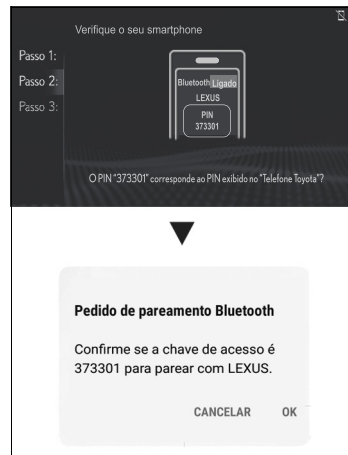 Verifique o seu smartphone
Passo 1:
Passo 2:
Passo 3:
Bluetooth Ligado
LEXUS
PIN
373301
O PIN "373301" corresponde ao PIN exibido no "Telefone Toyota"?
Pedido de pareamento Bluetooth
Confirme se a chave de acesso é
373301 para parear com LEXUS.
CANCELAR OK